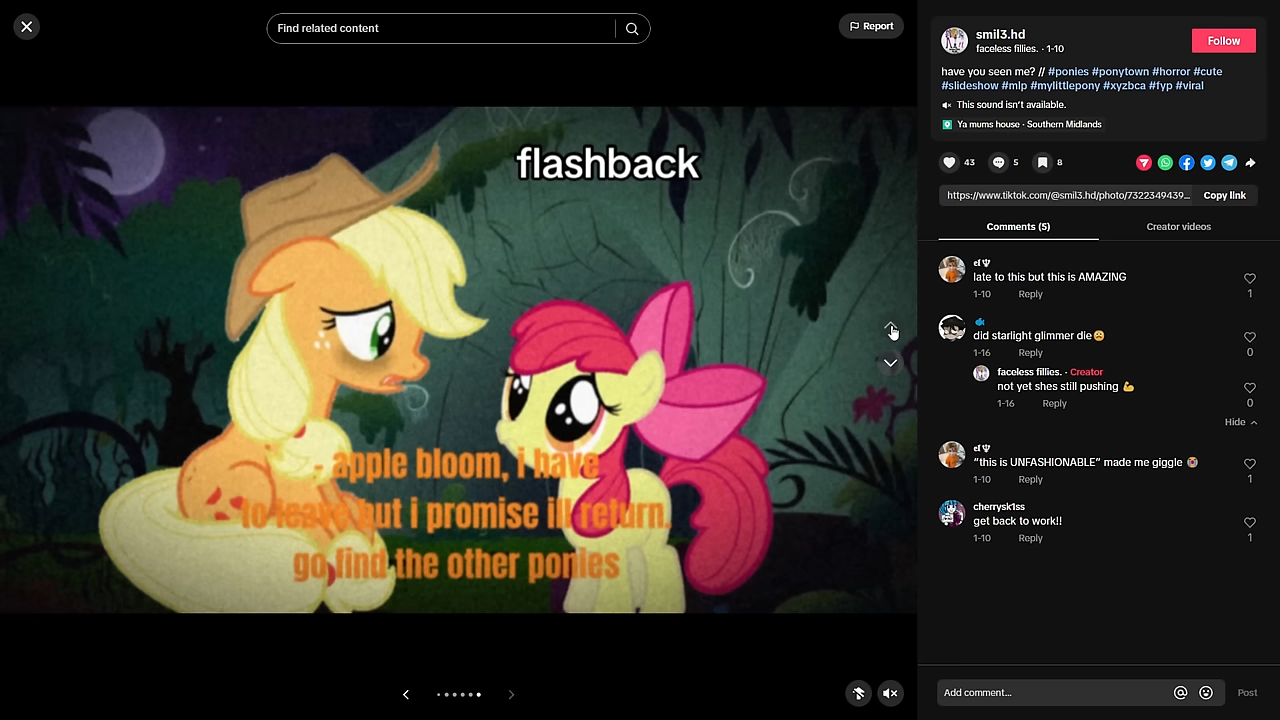 Find related content
Report
flashback
apple bloom, i have
to leave but i promise ill return.
go find the other ponies
smil3.hd
faceless fillies. · 1-10
Follow
have you seen me? // #ponies #ponytown #horror #cute
#slideshow #mlp #mylittlepony #xyzbca #fyp #viral
This sound isn't available.
Ya mums house · Southern Midlands
43
5
8
https://www.tiktok.com/@smil3.hd/photo/7322349439...
Copy link
Comments (5)
Creator videos
late to this but this is AMAZING
1-10 Reply
1
did starlight glimmer die☹️
1-16 Reply
0
faceless fillies. · Creator
not yet shes still pushing 💪
1-16 Reply
0
Hide
“this is UNFASHIONABLE” made me giggle
1-10 Reply
1
cherrysk1ss
get back to work!!
1-10 Reply
1
Add comment...
Post